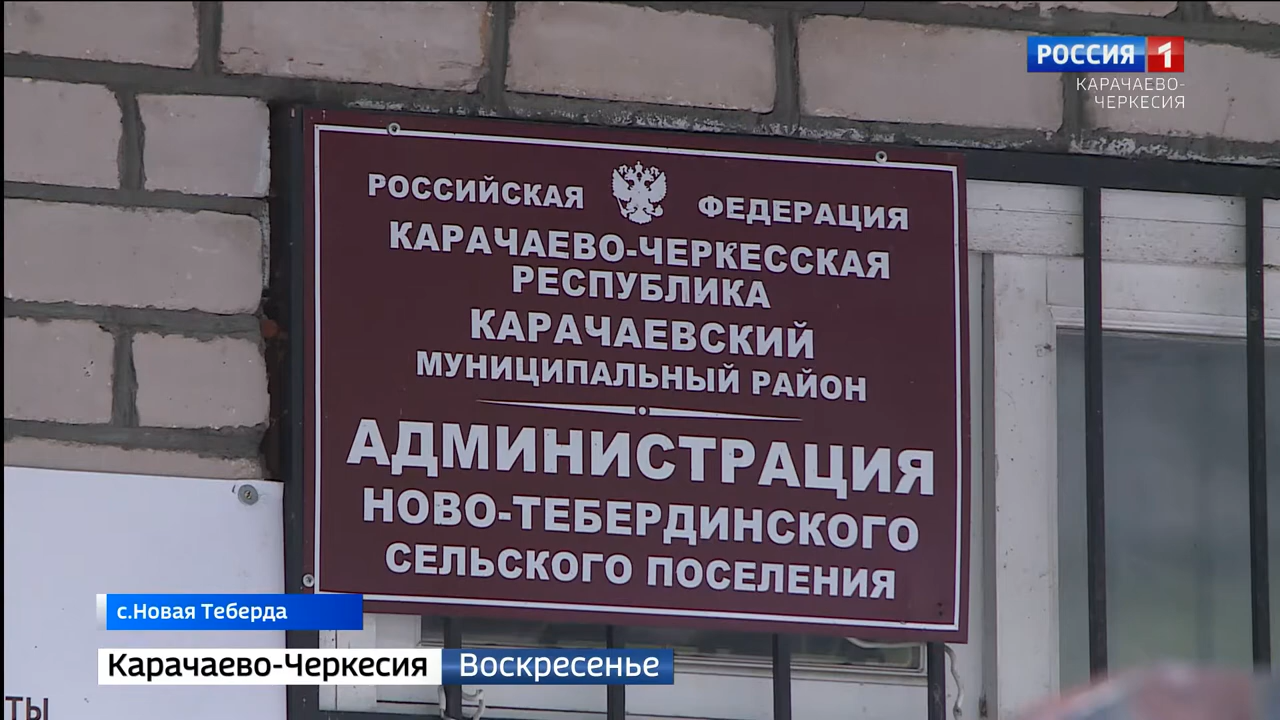 РОССИЯ 1
КАРАЧАЕВО-
ЧЕРКЕСИЯ
РОССИЙСКАЯ ФЕДЕРАЦИЯ
КАРАЧАЕВО-ЧЕРКЕССКАЯ
РЕСПУБЛИКА
КАРАЧАЕВСКИЙ
МУНИЦИПАЛЬНЫЙ РАЙОН
АДМИНИСТРАЦИЯ
НОВО-ТЕБЕРДИНСКОГО
СЕЛЬСКОГО ПОСЕЛЕНИЯ
с.Новая Теберда
Карачаево-Черкесия Воскресенье